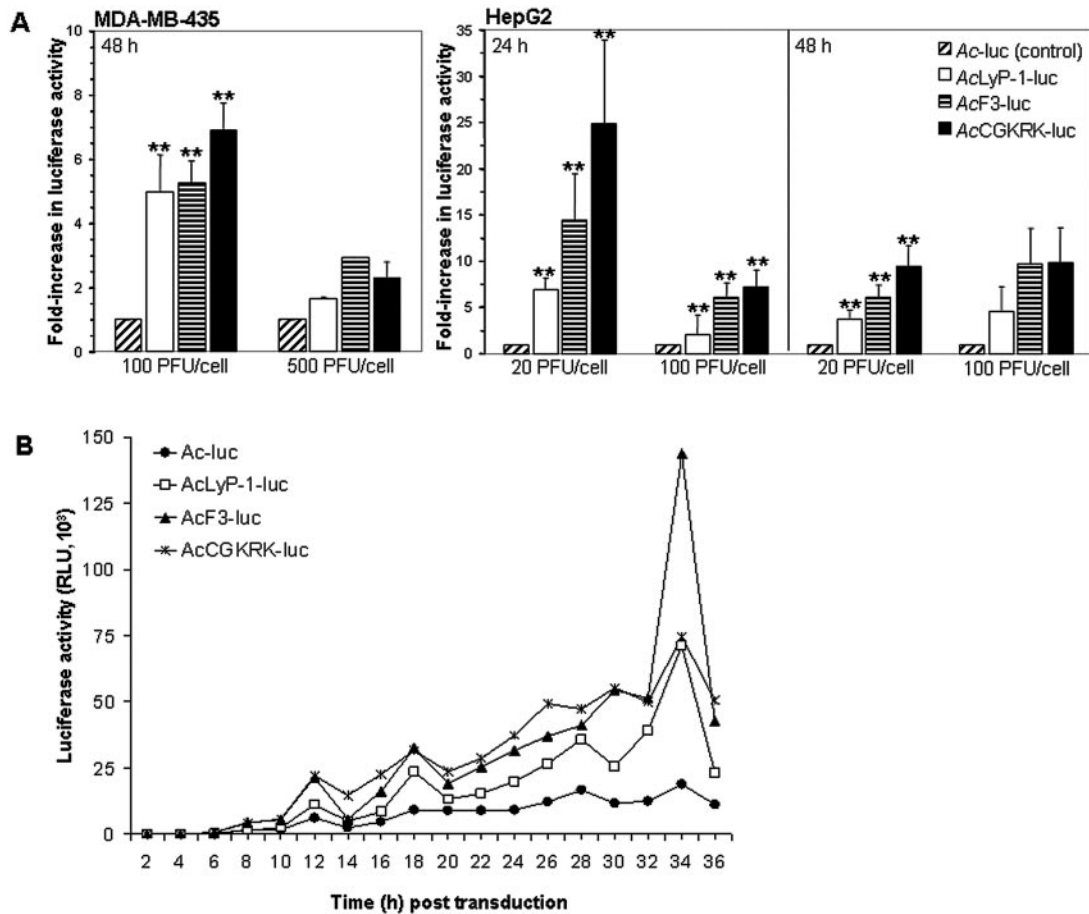 A
MDA-MB-435
48 h
Fold-increase in luciferase activity
10
8
6
4
2
0
** ** **
100 PFU/cell 500 PFU/cell
HepG2
24 h
48 h
Fold-increase in luciferase activity
35
30
25
20
15
10
5
0
** ** **
** ** **
** ** **
20 PFU/cell 100 PFU/cell 20 PFU/cell 100 PFU/cell
Ac-luc (control)
AcLyP-1-luc
AcF3-luc
AcCGKRK-luc
B
Luciferase activity (RLU, 10³)
150
125
100
75
50
25
0
Ac-luc
AcLyP-1-luc
AcF3-luc
AcCGKRK-luc
2 4 6 8 10 12 14 16 18 20 22 24 26 28 30 32 34 36
Time (h) post transduction